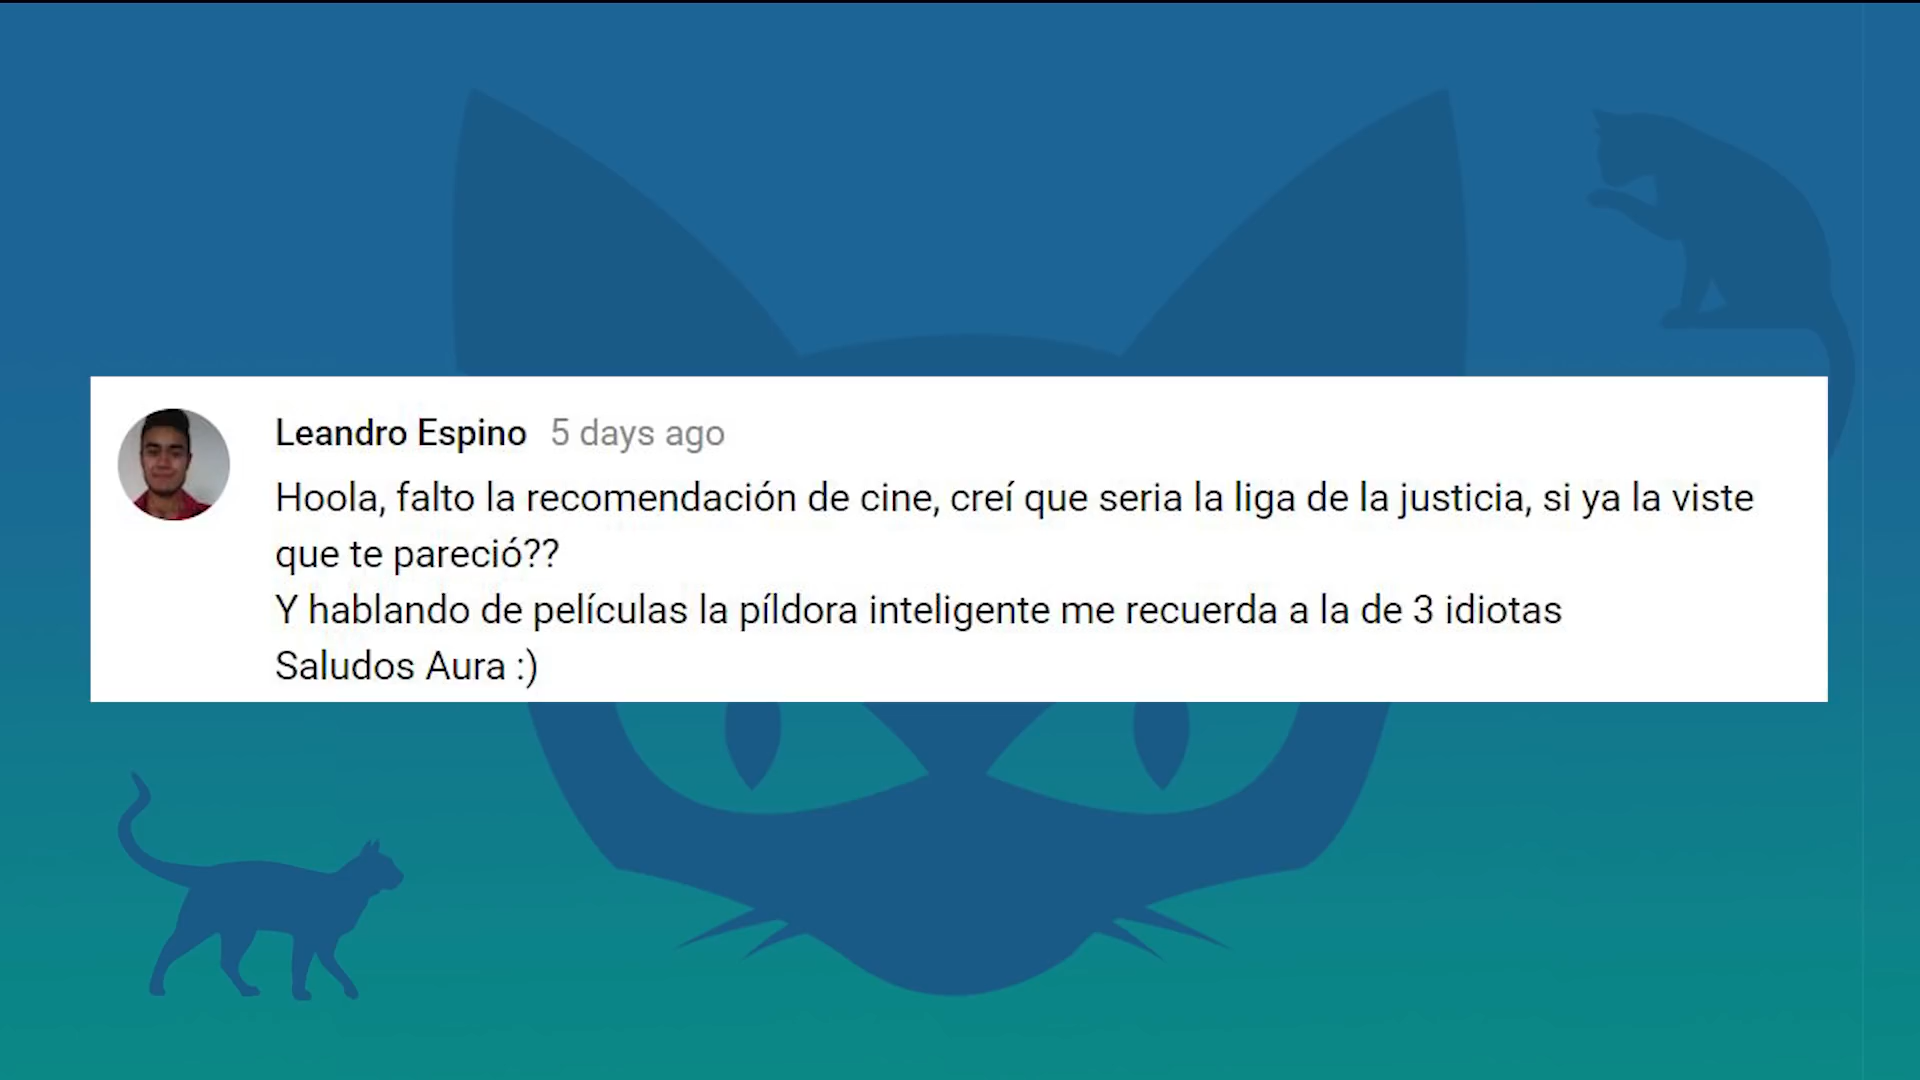 Leandro Espino 5 days ago
Hoola, falto la recomendación de cine, creí que seria la liga de la justicia, si ya la viste
que te pareció??
Y hablando de películas la píldora inteligente me recuerda a la de 3 idiotas
Saludos Aura :)